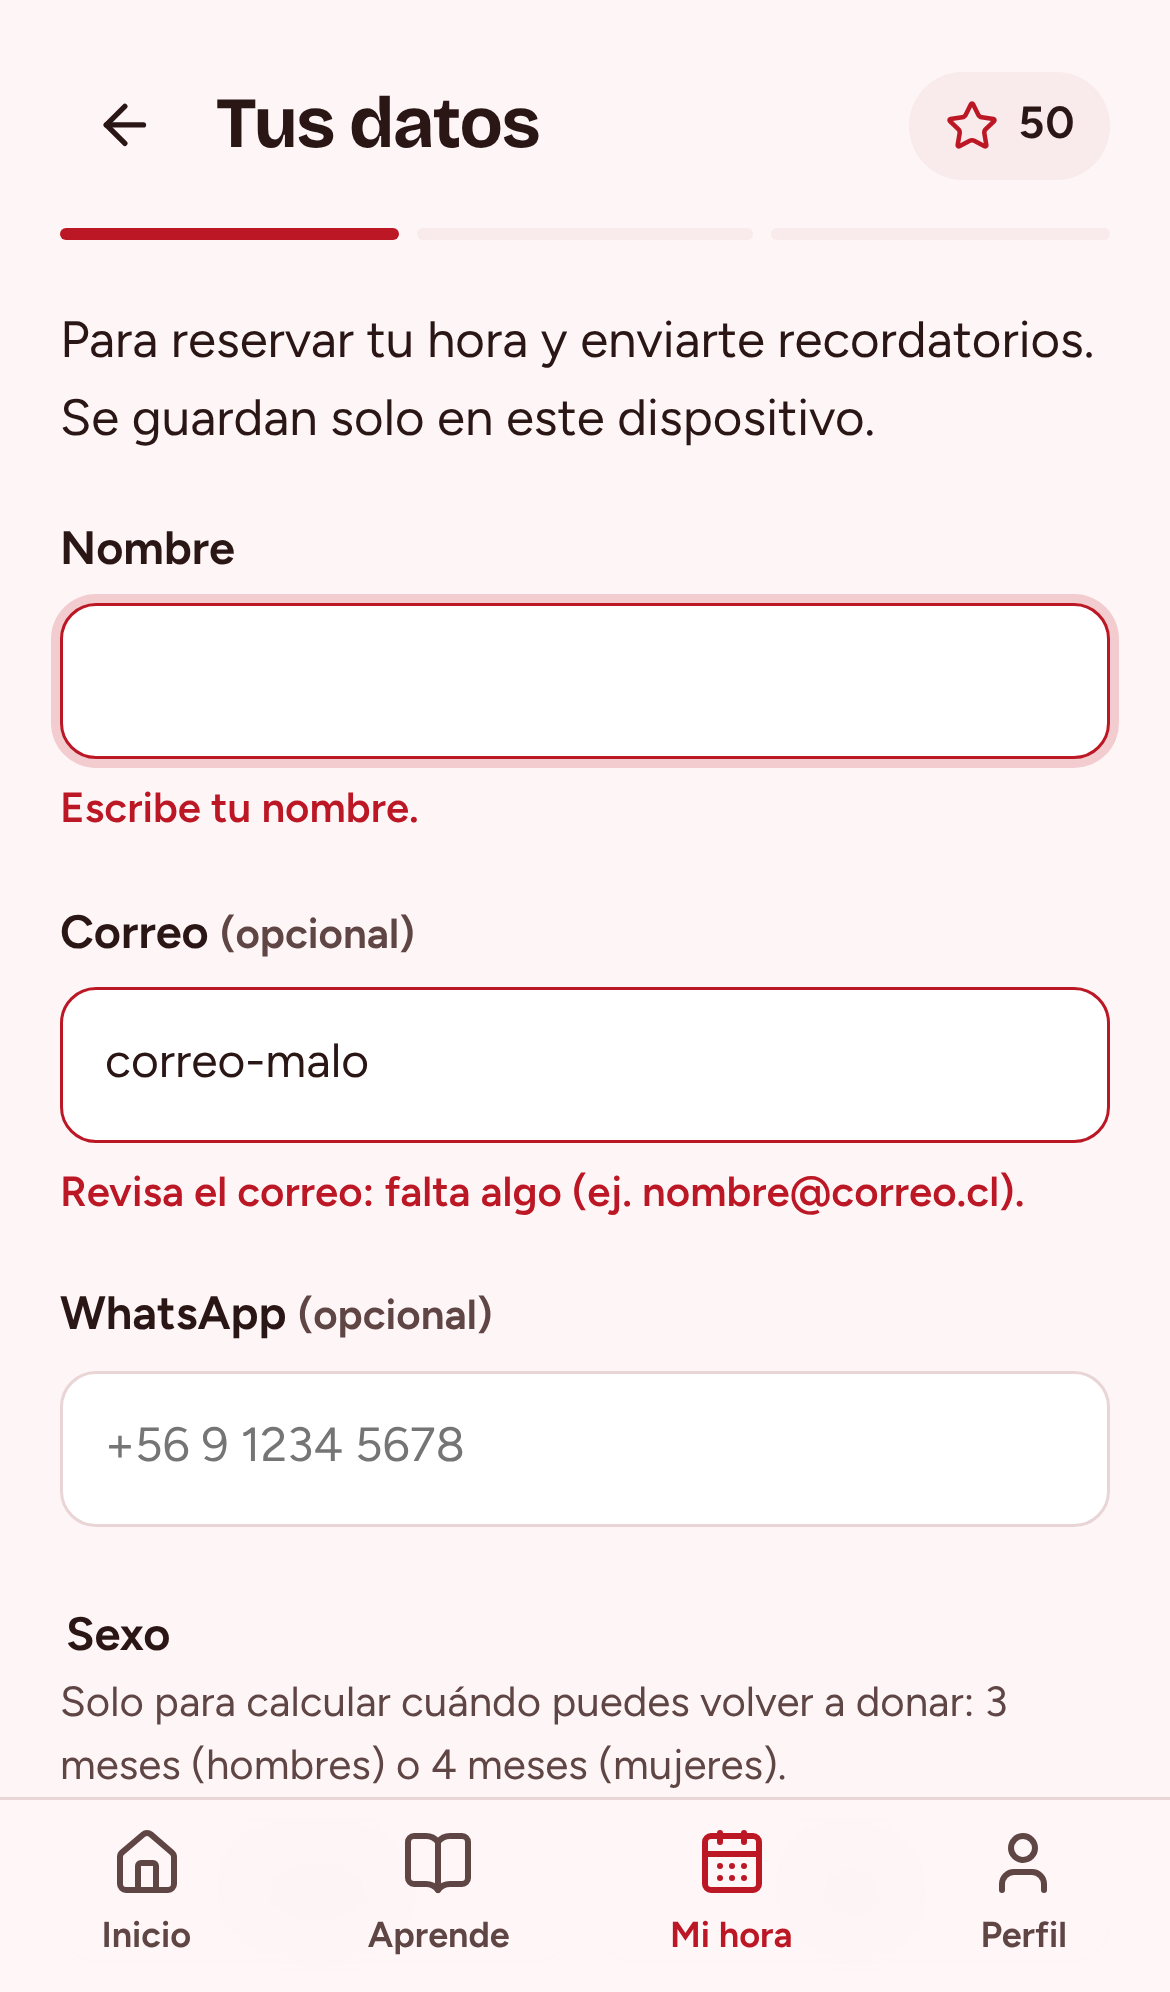 Tus datos
50
Para reservar tu hora y enviarte recordatorios.
Se guardan solo en este dispositivo.
Nombre
Escribe tu nombre.
Correo (opcional)
correo-malo
Revisa el correo: falta algo (ej. nombre@correo.cl).
WhatsApp (opcional)
+56 9 1234 5678
Sexo
Solo para calcular cuándo puedes volver a donar: 3
meses (hombres) o 4 meses (mujeres).
Inicio
Aprende
Mi hora
Perfil